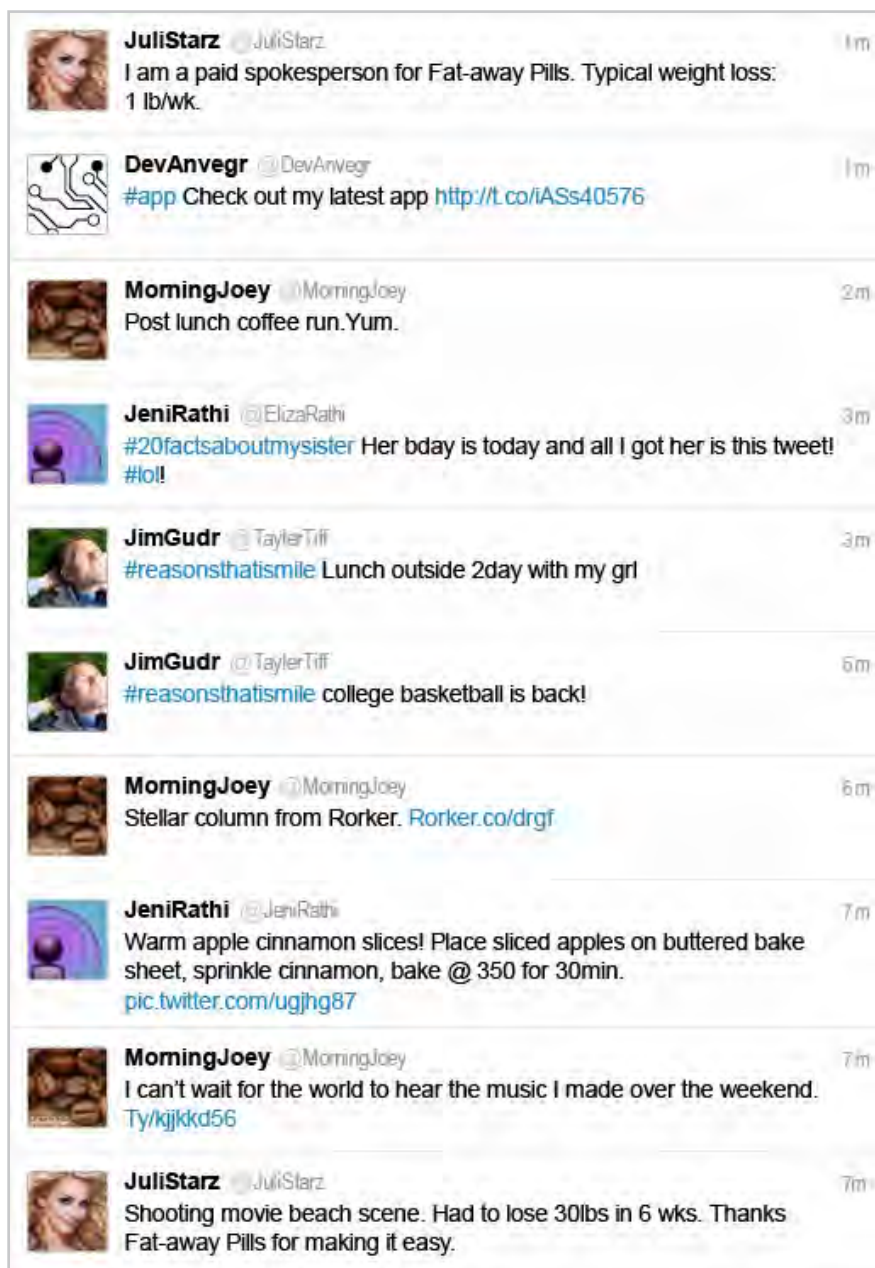 JuliStarz @JuliStarz 1m
I am a paid spokesperson for Fat-away Pills. Typical weight loss:
1 lb/wk.
DevAnvegr @DevAnvegr 1m
#app Check out my latest app http://t.co/iASs40576
MorningJoey @MorningJoey 2m
Post lunch coffee run.Yum.
JeniRathi @ElizaRathi 3m
#20factsaboutmysister Her bday is today and all I got her is this tweet!
#lol!
JimGudr @TaylerTiff 3m
#reasonsthatismile Lunch outside 2day with my grl
JimGudr @TaylerTiff 6m
#reasonsthatismile college basketball is back!
MorningJoey @MorningJoey 6m
Stellar column from Rorker. Rorker.co/drgf
JeniRathi @JeniRathi 7m
Warm apple cinnamon slices! Place sliced apples on buttered bake
sheet, sprinkle cinnamon, bake @ 350 for 30min.
pic.twitter.com/ugjhg87
MorningJoey @MorningJoey 7m
I can't wait for the world to hear the music I made over the weekend.
Ty/kjjkkd56
JuliStarz @JuliStarz 7m
Shooting movie beach scene. Had to lose 30lbs in 6 wks. Thanks
Fat-away Pills for making it easy.